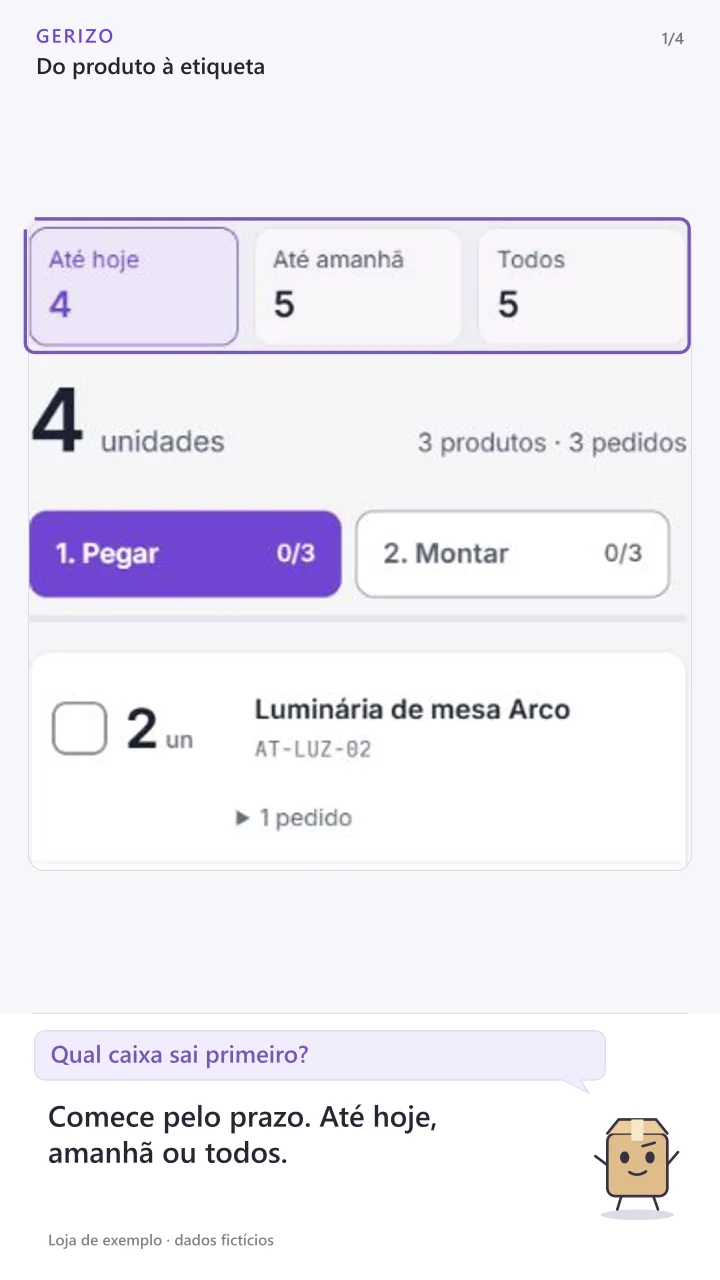 GERIZO
1/4
Do produto à etiqueta
Até hoje
4
Até amanhã
5
Todos
5
4 unidades
3 produtos · 3 pedidos
1. Pegar 0/3
2. Montar 0/3
2 un
Luminária de mesa Arco
AT-LUZ-02
▶ 1 pedido
Qual caixa sai primeiro?
Comece pelo prazo. Até hoje,
amanhã ou todos.
Loja de exemplo · dados fictícios